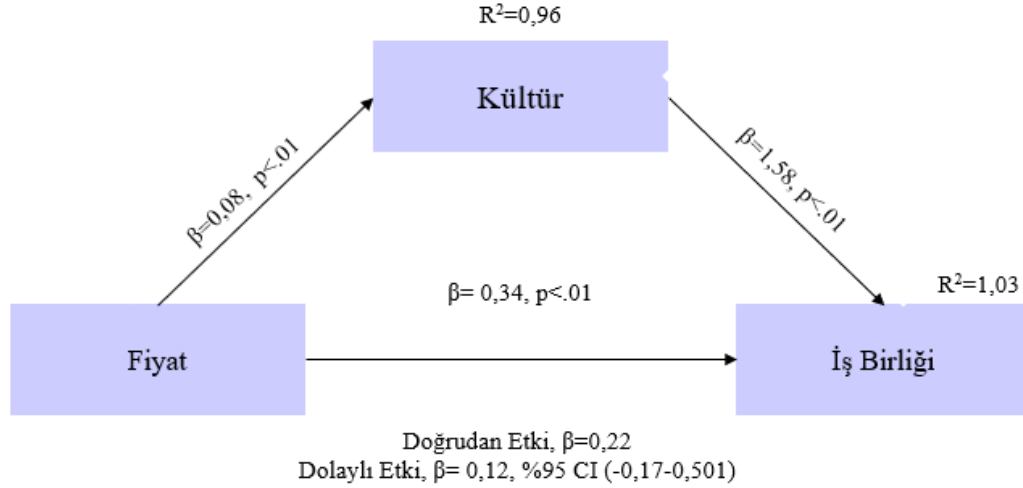 R²=0,96
Kültür
β=0,08, p<.01
β=1,58, p<.01
R²=1,03
β= 0,34, p<.01
Fiyat
İş Birliği
Doğrudan Etki, β=0,22
Dolaylı Etki, β= 0,12, %95 CI (-0,17-0,501)